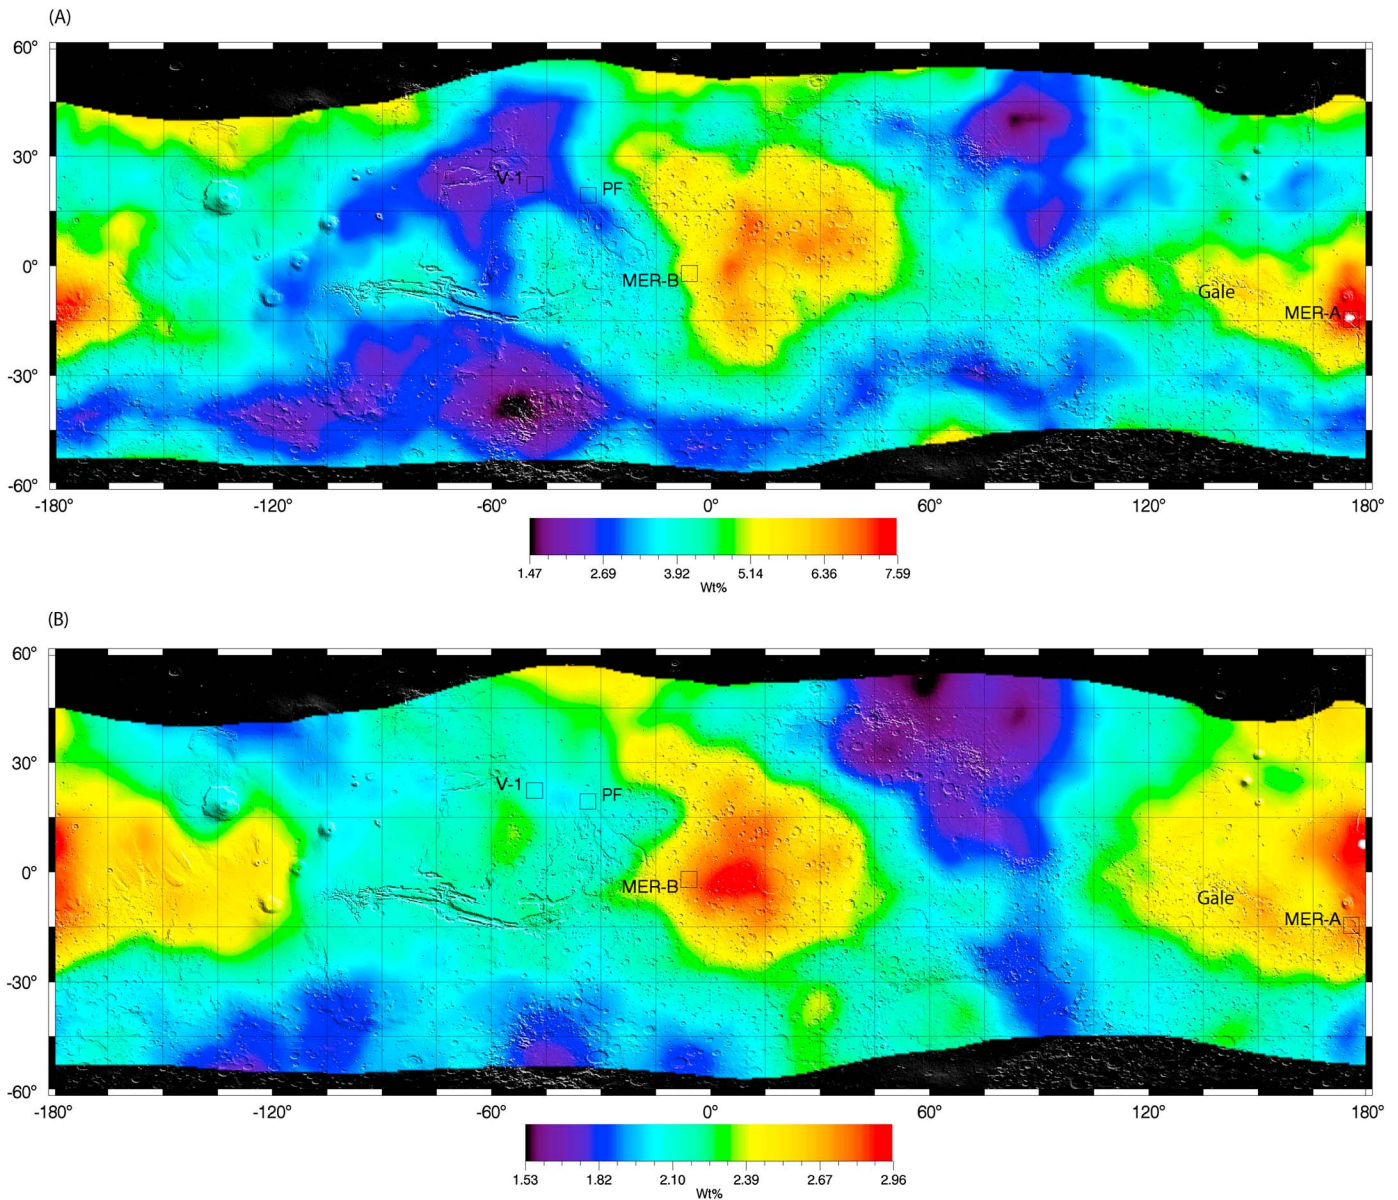 (A)
60°
30°
V-1
PF
0°
MER-B
Gale
MER-A
-30°
-60°
-180° -120° -60° 0° 60° 120° 180°
1.47 2.69 3.92 5.14 6.36 7.59
Wt%
(B)
60°
30°
V-1
PF
0°
MER-B
Gale
MER-A
-30°
-60°
-180° -120° -60° 0° 60° 120° 180°
1.53 1.82 2.10 2.39 2.67 2.96
Wt%